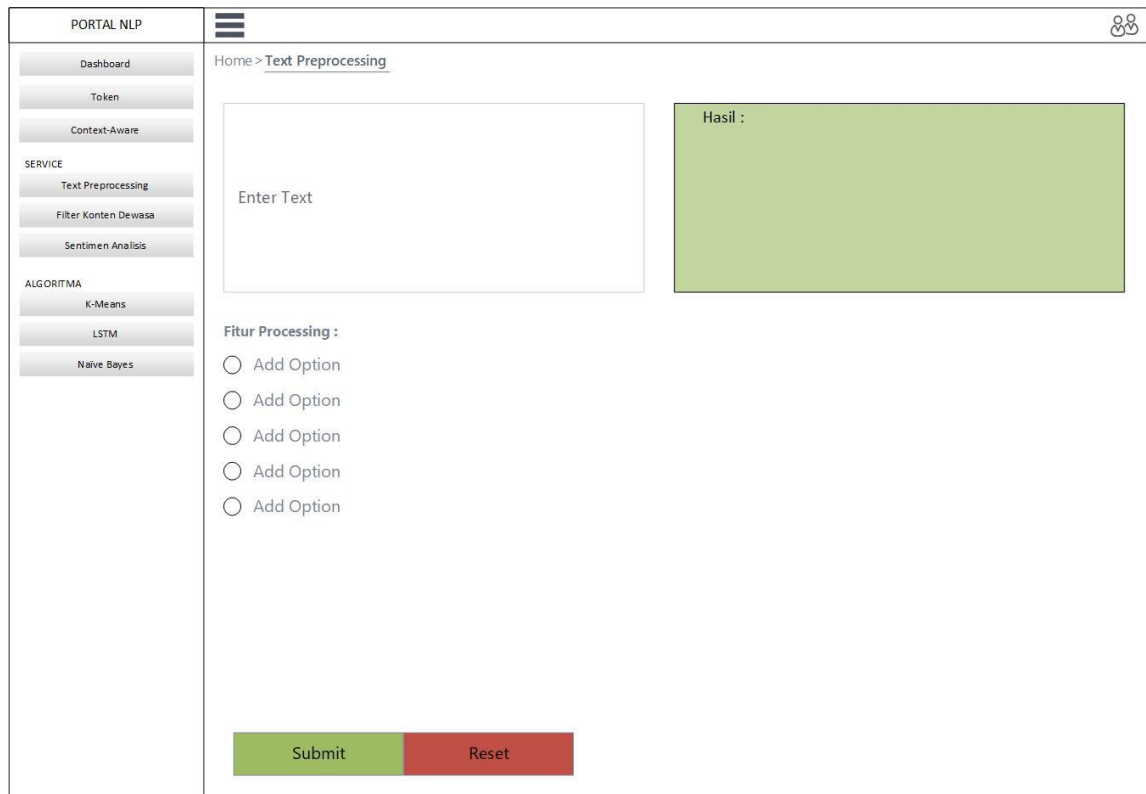 PORTAL NLP
Dashboard
Token
Context-Aware
SERVICE
Text Preprocessing
Filter Konten Dewasa
Sentimen Analisis
ALGORITMA
K-Means
LSTM
Naïve Bayes
Home > Text Preprocessing
Enter Text
Hasil :
Fitur Processing :
Add Option
Add Option
Add Option
Add Option
Add Option
Submit
Reset